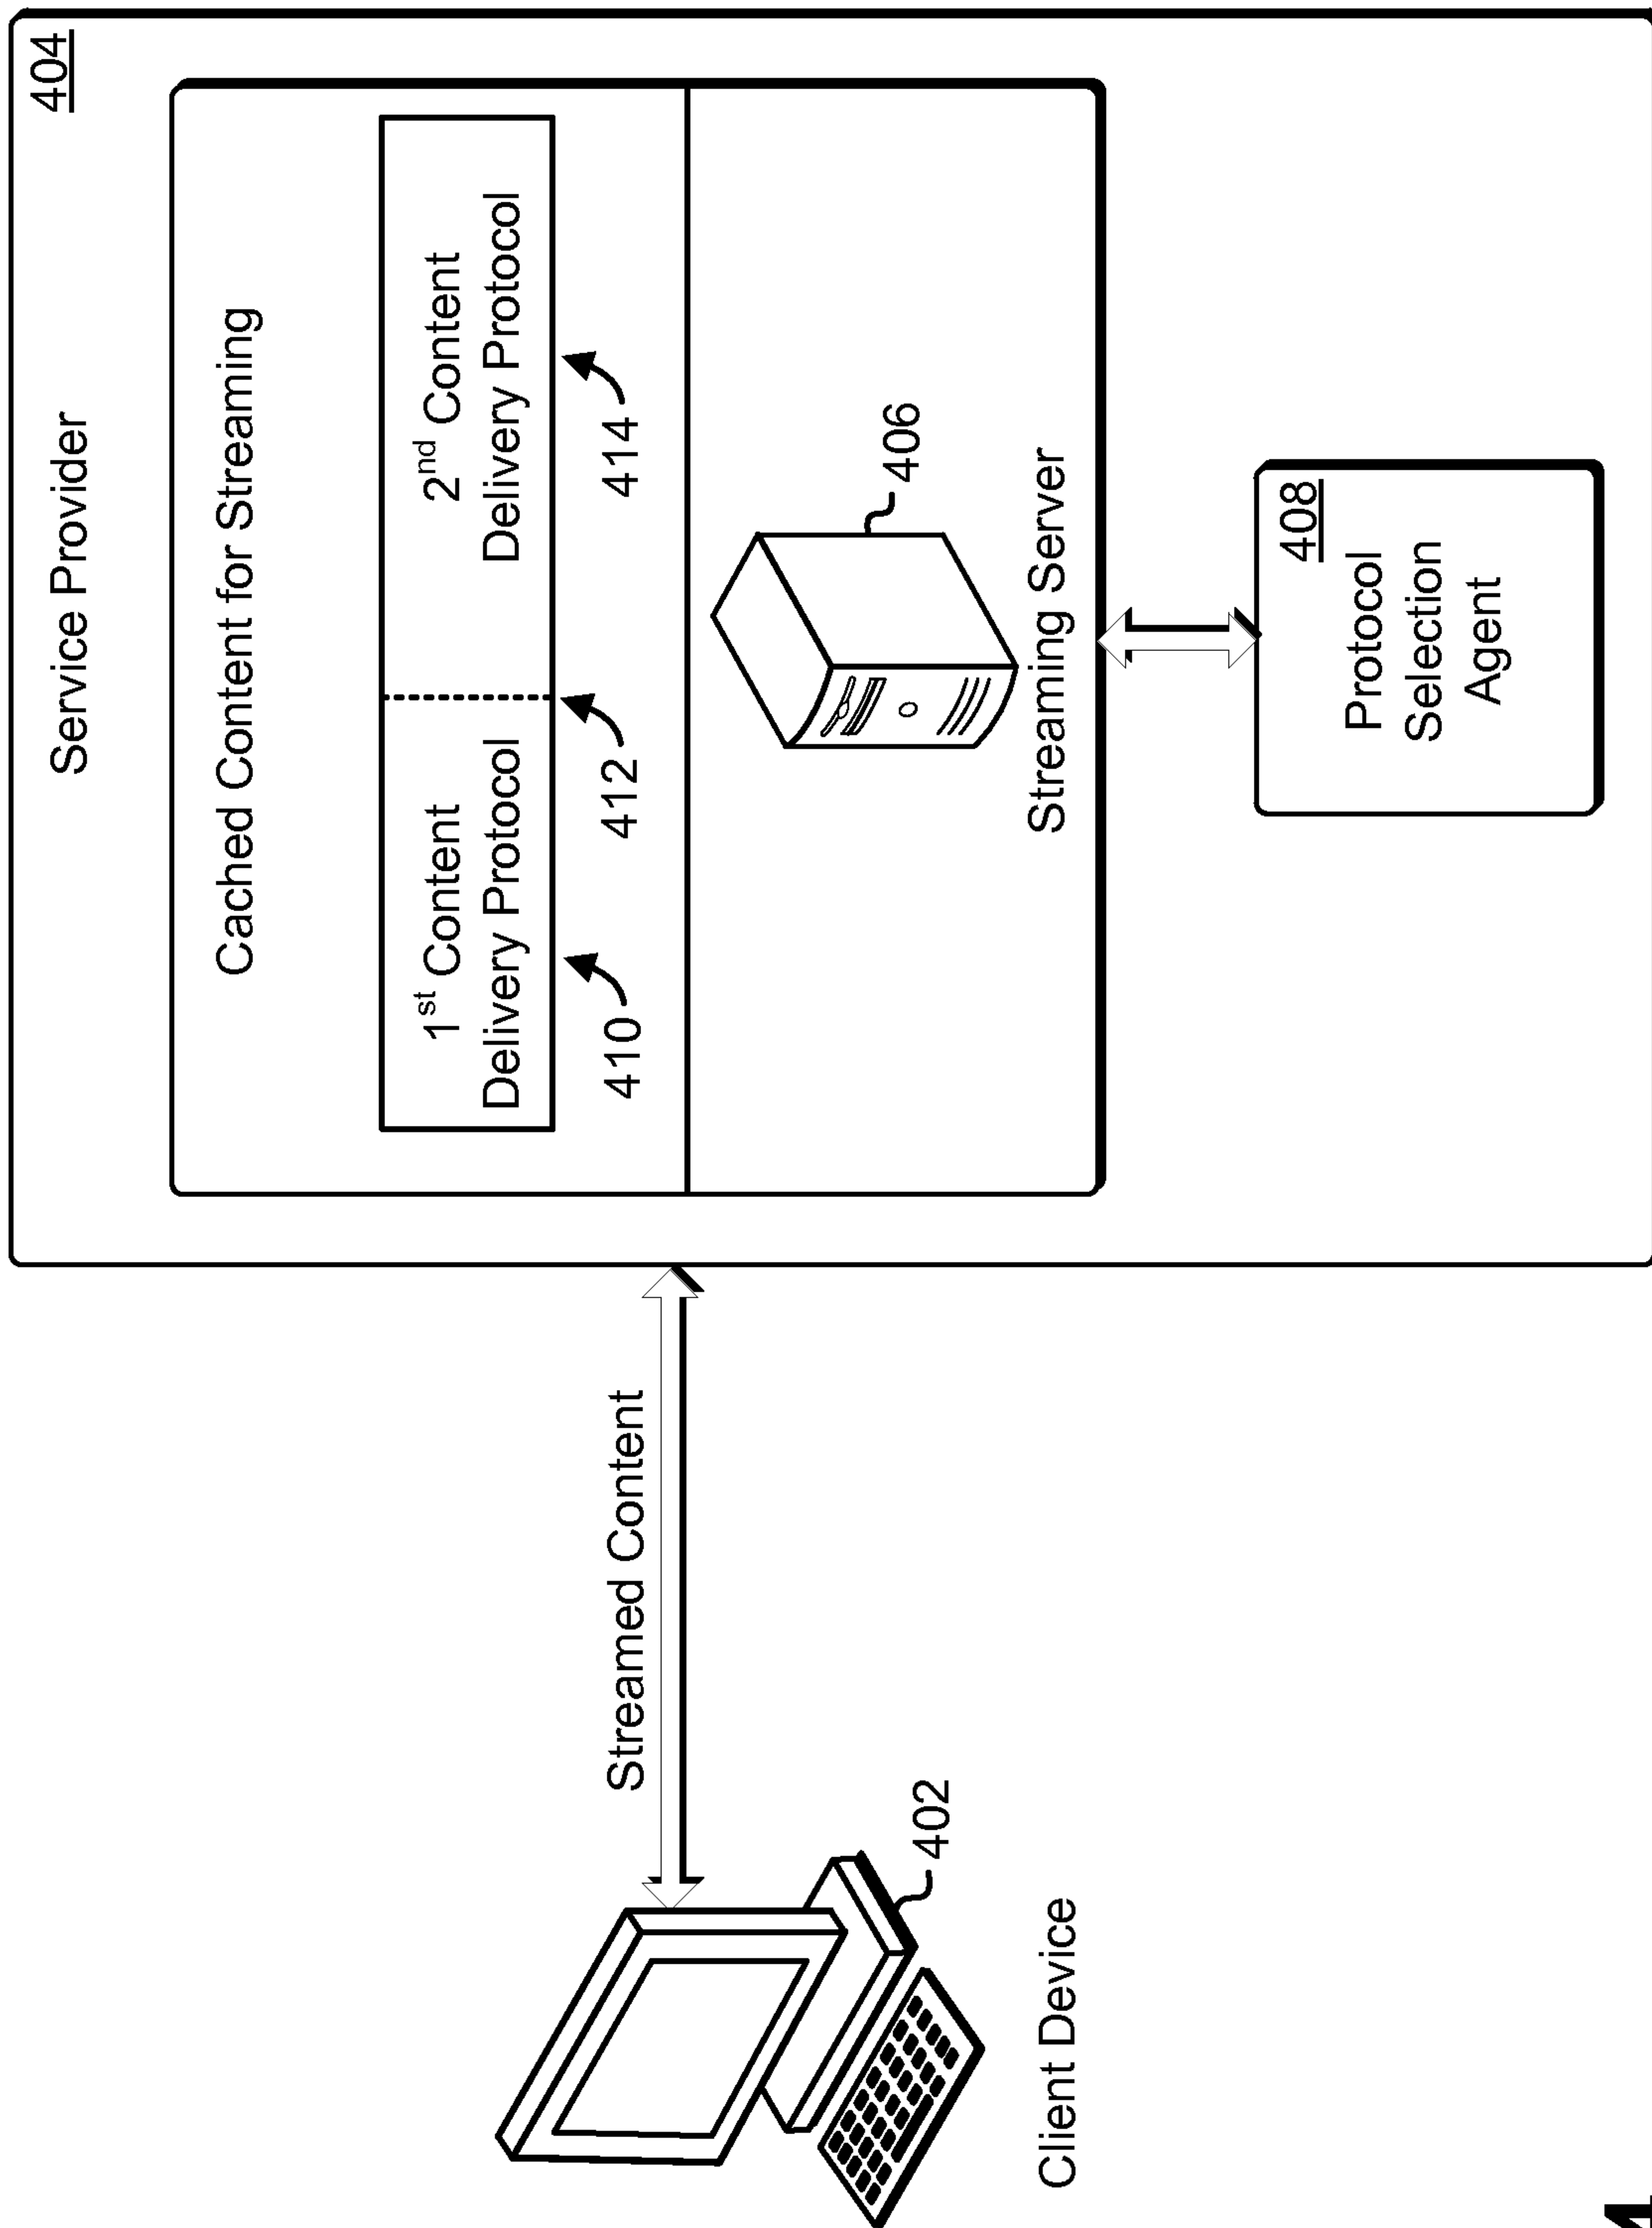 Service Provider
404
Cached Content for Streaming
1st Content
Delivery Protocol
2nd Content
Delivery Protocol
410
412
414
Streamed Content
406
402
Streaming Server
Client Device
408
Protocol
Selection
Agent